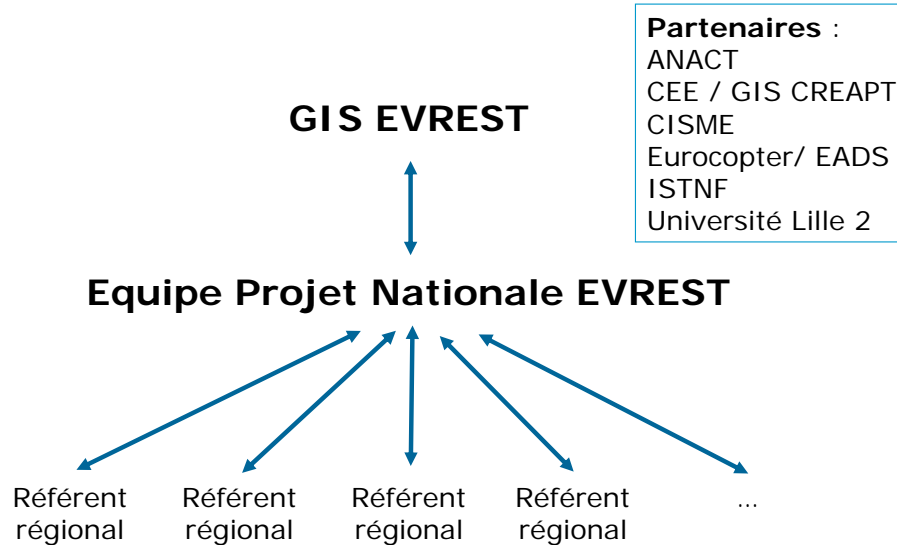 Partenaires :
ANACT
CEE / GIS CREAPT
CISME
Eurocopter/ EADS
ISTNF
Université Lille 2
GIS EVREST
Equipe Projet Nationale EVREST
Référent régional
Référent régional
Référent régional
Référent régional
...